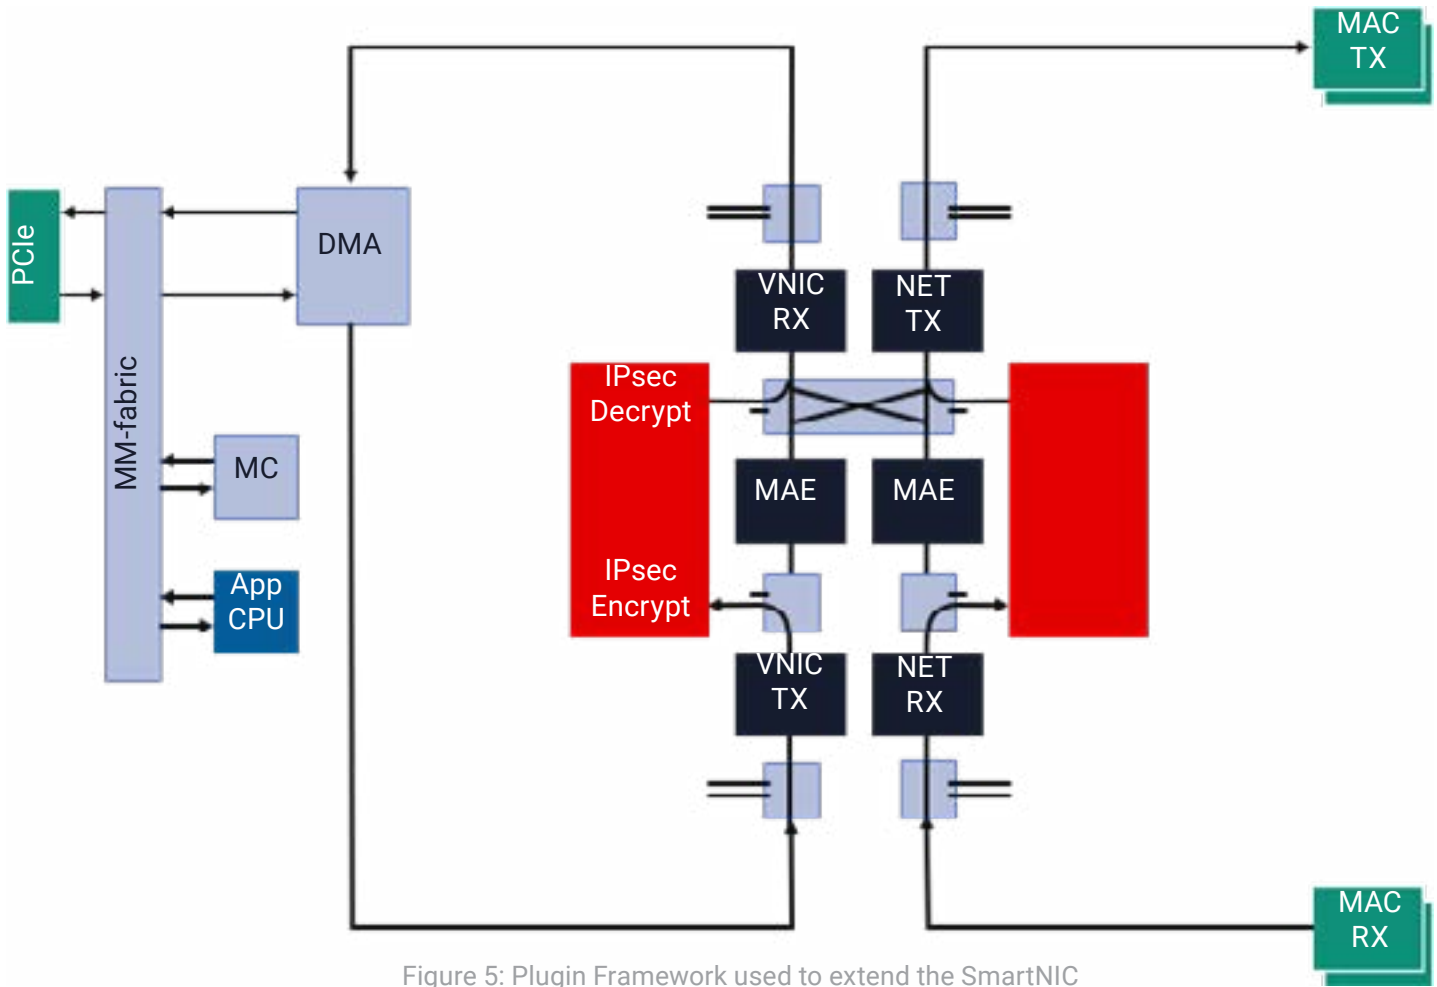 MAC
TX
PCIe
MM-fabric
DMA
VNIC
RX
NET
TX
IPsec
Decrypt
MC
MAE
MAE
App
CPU
IPsec
Encrypt
VNIC
TX
NET
RX
MAC
RX
Figure 5: Plugin Framework used to extend the SmartNIC